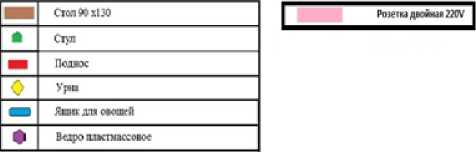 Стол 90 х130
Стул
Поднос
Урна
Ящик для овощей
Ведро пластмассовое
Розетка двойная 220V